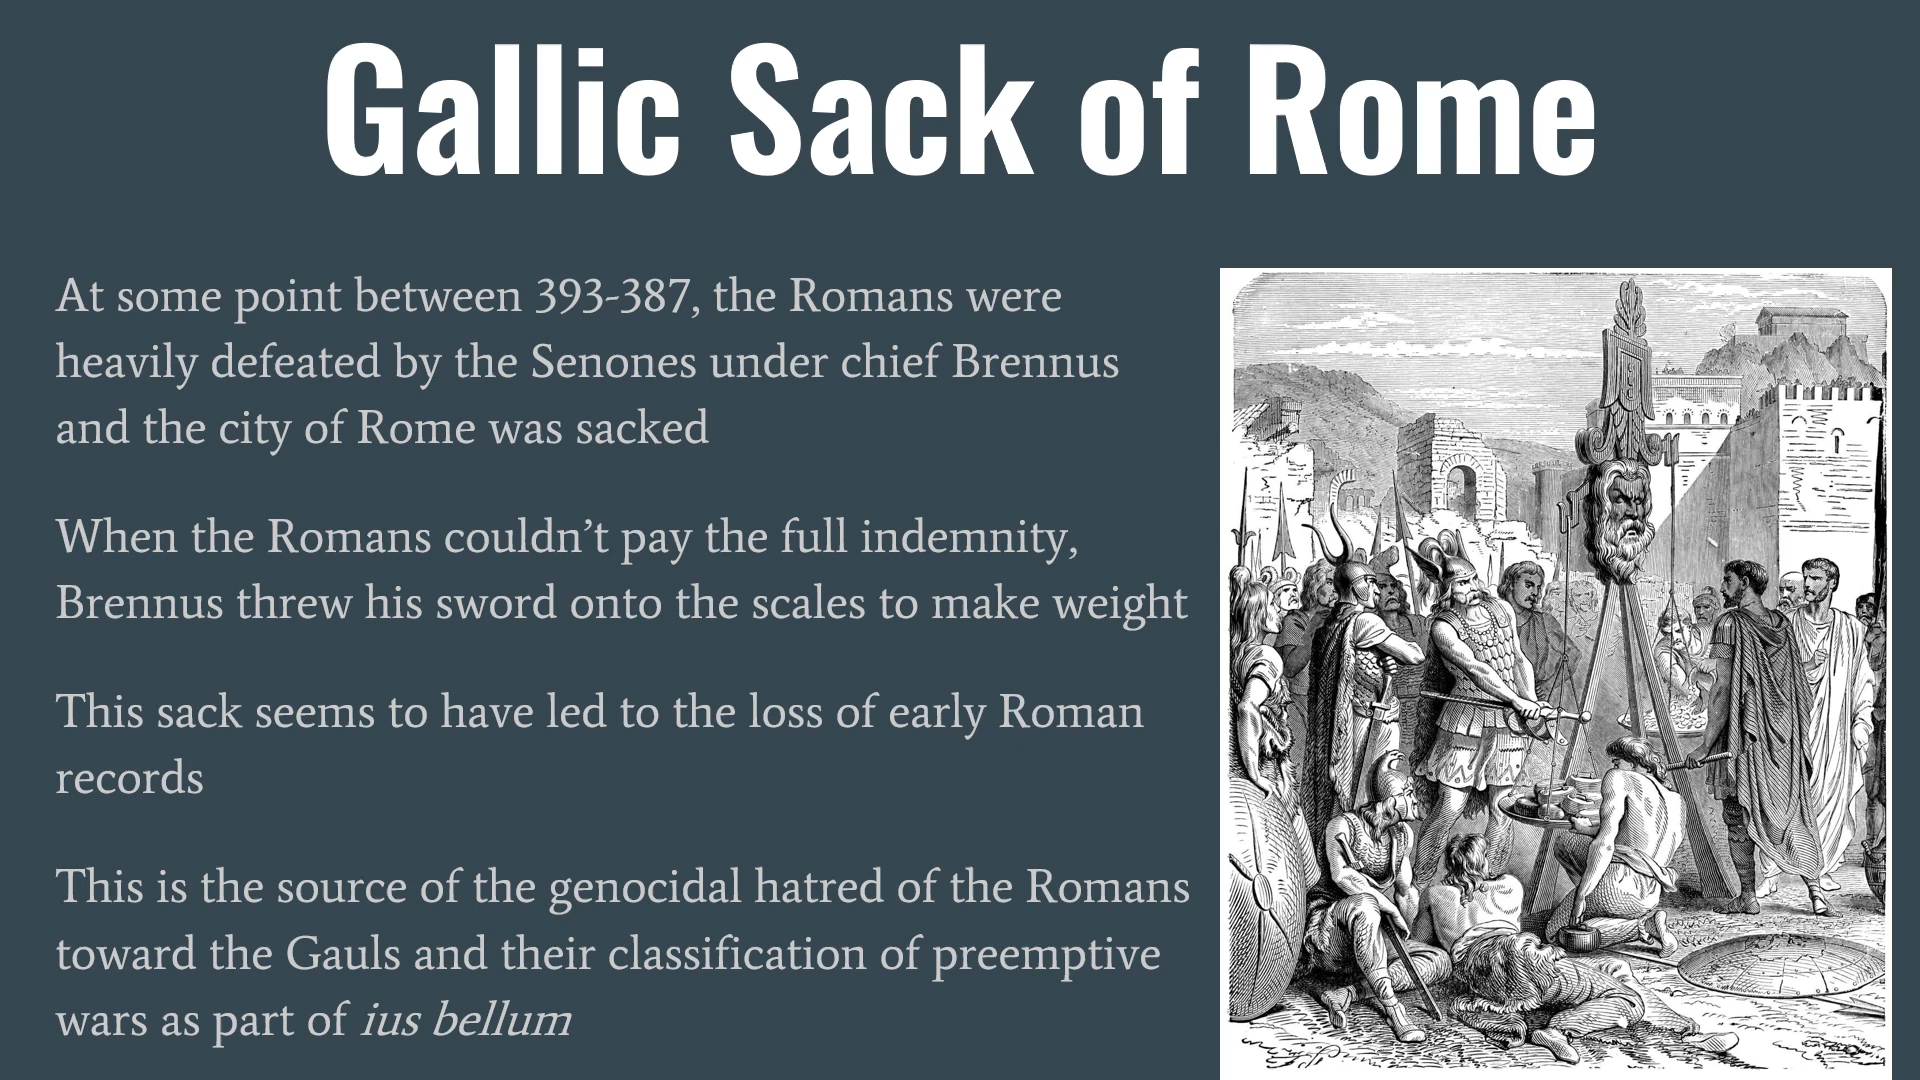 Gallic Sack of Rome
At some point between 393-387, the Romans were
heavily defeated by the Senones under chief Brennus
and the city of Rome was sacked
When the Romans couldn’t pay the full indemnity,
Brennus threw his sword onto the scales to make weight
This sack seems to have led to the loss of early Roman
records
This is the source of the genocidal hatred of the Romans
toward the Gauls and their classification of preemptive
wars as part of ius bellum